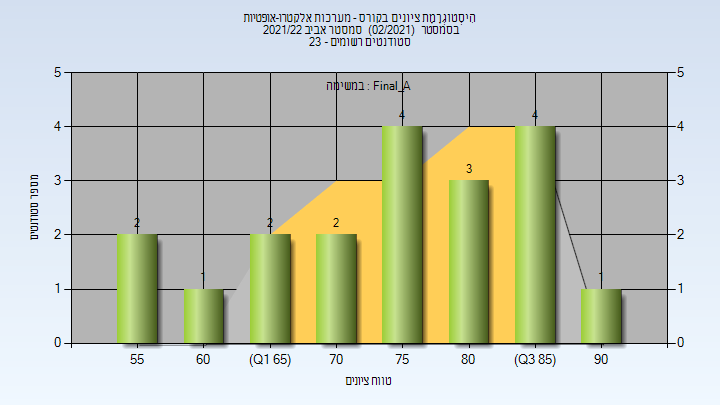 היסטוגרמת ציונים בקורס - מערכות אלקטרו-אופטיות
בסמסטר (02/2021) סמסטר אביב 2021/22
סטודנטים רשומים - 23
במשימה : Final_A
מספר סטודנטים
5 5
4 4
3 3
2 2
1 1
0 0
2 1 2 2 4 3 4 1
55 60 (Q1 65) 70 75 80 (Q3 85) 90
טווח ציונים